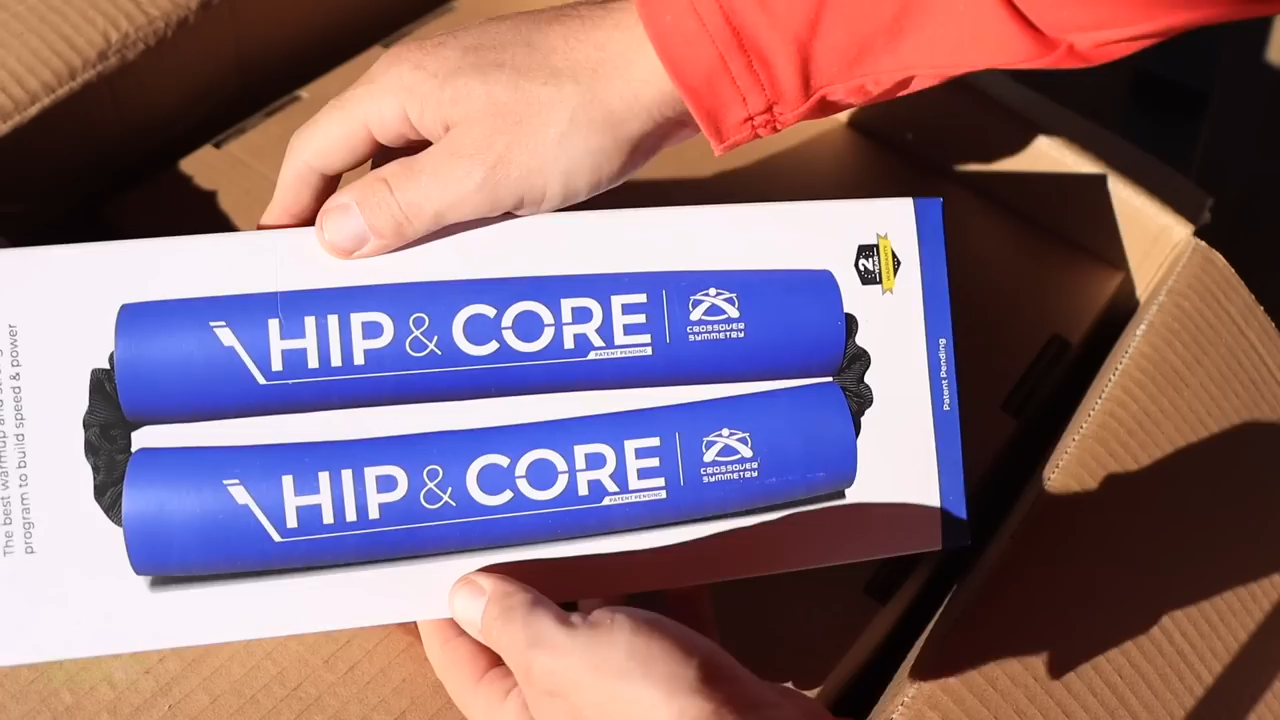 The best warmup and
program to build speed & power
HIP & CORE
PATENT PENDING
CROSSOVER
SYMMETRY
2
YEAR
WARRANTY
HIP & CORE
PATENT PENDING
CROSSOVER
SYMMETRY
Patent Pending